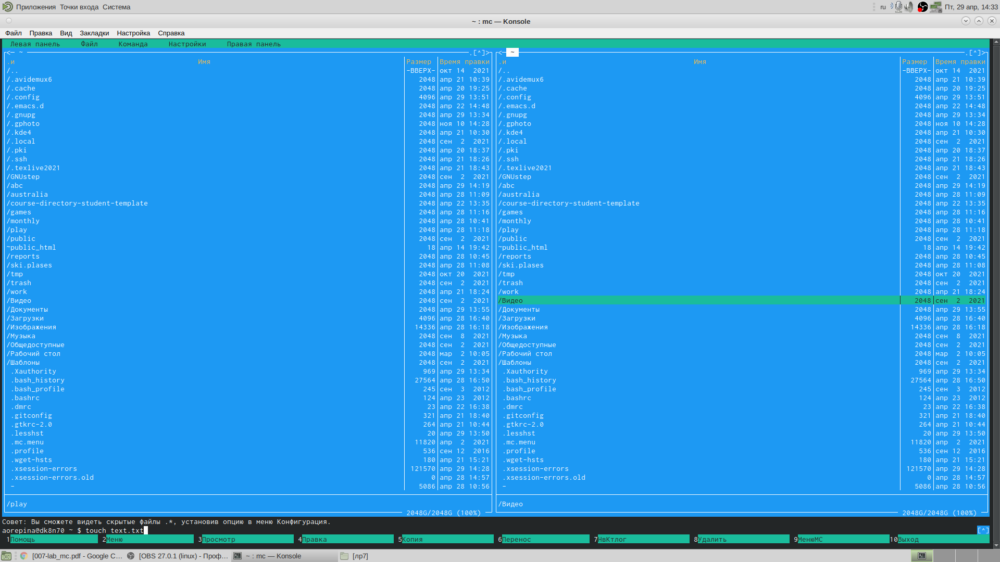 Приложения Точки входа Система
ru Пт, 29 апр, 14:33
~ : mc — Konsole
Файл Правка Вид Закладки Настройка Справка
Левая панель Файл Команда Настройки Правая панель
<─ ~ .[^]> <─ ~ .[^]>
.и Имя Размер Время правки .и Имя Размер Время правки
/.. -ВВЕРХ- окт 14 2021 /.. -ВВЕРХ- окт 14 2021
/.avidemux6 2048 апр 21 10:39 /.avidemux6 2048 апр 21 10:39
/.cache 2048 апр 20 19:25 /.cache 2048 апр 20 19:25
/.config 4096 апр 29 13:51 /.config 4096 апр 29 13:51
/.emacs.d 2048 апр 22 14:48 /.emacs.d 2048 апр 22 14:48
/.gnupg 2048 апр 29 13:34 /.gnupg 2048 апр 29 13:34
/.gphoto 2048 ноя 10 14:28 /.gphoto 2048 ноя 10 14:28
/.kde4 2048 апр 21 10:30 /.kde4 2048 апр 21 10:30
/.local 2048 сен 2 2021 /.local 2048 сен 2 2021
/.pki 2048 апр 20 18:37 /.pki 2048 апр 20 18:37
/.ssh 2048 апр 21 18:26 /.ssh 2048 апр 21 18:26
/.texlive2021 2048 апр 21 18:43 /.texlive2021 2048 апр 21 18:43
/GNUstep 2048 сен 2 2021 /GNUstep 2048 сен 2 2021
/abc 2048 апр 29 14:19 /abc 2048 апр 29 14:19
/australia 2048 апр 28 11:09 /australia 2048 апр 28 11:09
/course-directory-student-template 2048 апр 22 13:35 /course-directory-student-template 2048 апр 22 13:35
/games 2048 апр 28 11:16 /games 2048 апр 28 11:16
/monthly 2048 апр 28 10:41 /monthly 2048 апр 28 10:41
/play 2048 апр 28 11:18 /play 2048 апр 28 11:18
/public 2048 сен 2 2021 /public 2048 сен 2 2021
~public_html 18 апр 14 19:42 ~public_html 18 апр 14 19:42
/reports 2048 апр 28 10:45 /reports 2048 апр 28 10:45
/ski.plases 2048 апр 28 11:08 /ski.plases 2048 апр 28 11:08
/tmp 2048 окт 20 2021 /tmp 2048 окт 20 2021
/trash 2048 сен 2 2021 /trash 2048 сен 2 2021
/work 2048 апр 21 18:24 /work 2048 апр 21 18:24
/Видео 2048 сен 2 2021 /Видео 2048 сен 2 2021
/Документы 2048 апр 29 13:55 /Документы 2048 апр 29 13:55
/Загрузки 4096 апр 28 16:40 /Загрузки 4096 апр 28 16:40
/Изображения 14336 апр 28 16:18 /Изображения 14336 апр 28 16:18
/Музыка 2048 сен 8 2021 /Музыка 2048 сен 8 2021
/Общедоступные 2048 сен 2 2021 /Общедоступные 2048 сен 2 2021
/Рабочий стол 2048 мар 2 10:05 /Рабочий стол 2048 мар 2 10:05
/Шаблоны 2048 сен 2 2021 /Шаблоны 2048 сен 2 2021
.Xauthority 969 апр 29 13:34 .Xauthority 969 апр 29 13:34
.bash_history 27564 апр 28 16:50 .bash_history 27564 апр 28 16:50
.bash_profile 245 сен 3 2012 .bash_profile 245 сен 3 2012
.bashrc 124 апр 23 2012 .bashrc 124 апр 23 2012
.dmrc 23 апр 22 16:38 .dmrc 23 апр 22 16:38
.gitconfig 321 апр 21 18:40 .gitconfig 321 апр 21 18:40
.gtkrc-2.0 264 апр 21 10:44 .gtkrc-2.0 264 апр 21 10:44
.lesshst 20 апр 29 13:50 .lesshst 20 апр 29 13:50
.mc.menu 11820 апр 2 2021 .mc.menu 11820 апр 2 2021
.profile 536 сен 12 2016 .profile 536 сен 12 2016
.wget-hsts 180 апр 21 15:21 .wget-hsts 180 апр 21 15:21
.xsession-errors 121570 апр 29 14:28 .xsession-errors 121570 апр 29 14:28
.xsession-errors.old 0 апр 28 14:57 .xsession-errors.old 0 апр 28 14:57
- 5086 апр 28 10:56 - 5086 апр 28 10:56
/play /Видео
2048G/2048G (100%) 2048G/2048G (100%)
Совет: Вы сможете видеть скрытые файлы .*, установив опцию в меню Конфигурация.
aorepina@dk8n70 ~ $ touch text.txt [^]
1Помощь 2Меню 3Просмотр 4Правка 5Копия 6Перенос 7НвКтлог 8Удалить 9МенюMC 10Выход
[007-lab_mc.pdf - Google C... [OBS 27.0.1 (linux) - Проф... ~ : mc — Konsole [лр7]